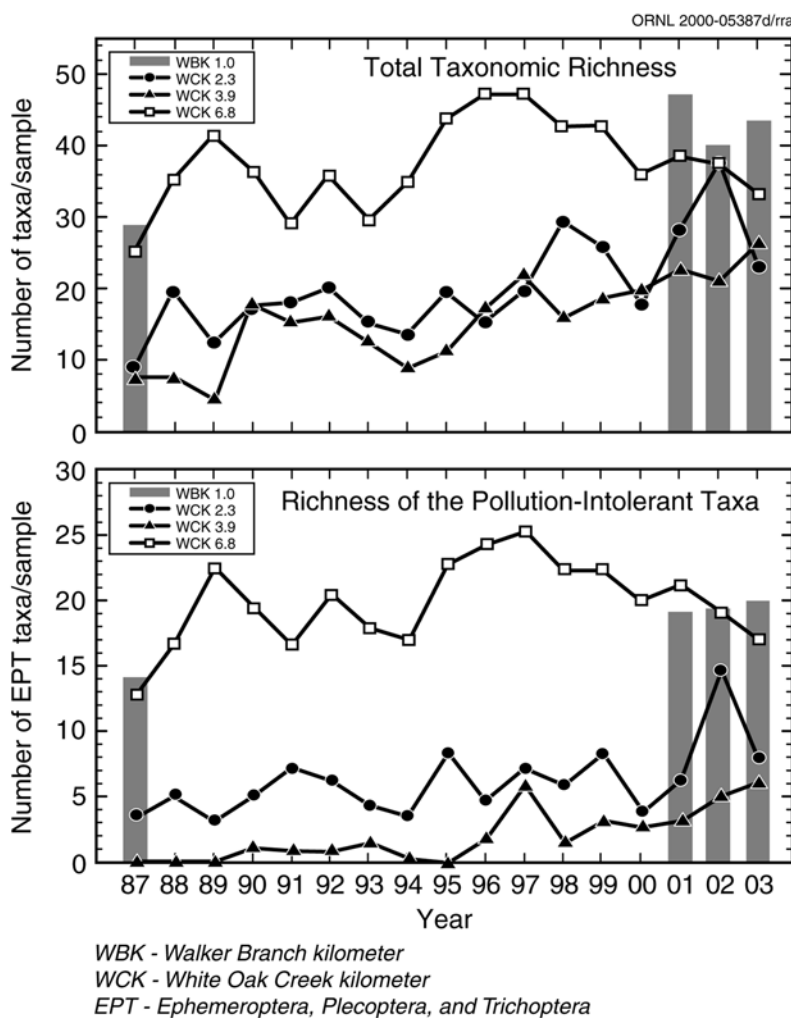 ORNL 2000-05387d/rra
Total Taxonomic Richness
WBK 1.0
WCK 2.3
WCK 3.9
WCK 6.8
Number of taxa/sample
50
40
30
20
10
0
Richness of the Pollution-Intolerant Taxa
WBK 1.0
WCK 2.3
WCK 3.9
WCK 6.8
Number of EPT taxa/sample
30
25
20
15
10
5
0
87 88 89 90 91 92 93 94 95 96 97 98 99 00 01 02 03
Year
WBK - Walker Branch kilometer
WCK - White Oak Creek kilometer
EPT - Ephemeroptera, Plecoptera, and Trichoptera